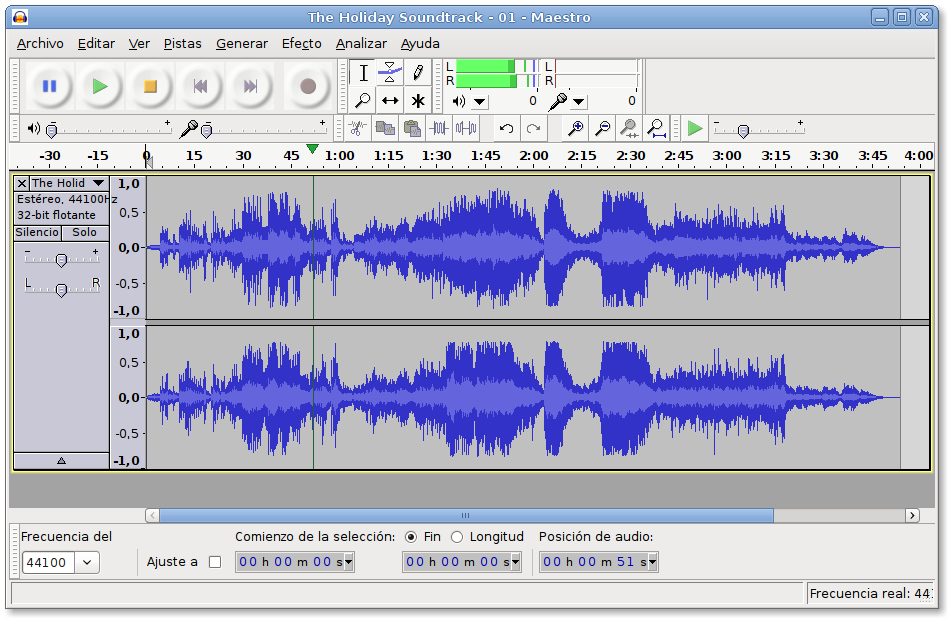 The Holiday Soundtrack - 01 - Maestro
Archivo Editar Ver Pistas Generar Efecto Analizar Ayuda
L L
R R
0 0
- + - + - +
-30 -15 0 15 30 45 1:00 1:15 1:30 1:45 2:00 2:15 2:30 2:45 3:00 3:15 3:30 3:45 4:00
The Holid
Estéreo, 44100Hz
32-bit flotante
Silencio Solo
- +
L R
1,0
0,5
0,0
-0,5
-1,0
1,0
0,5
0,0
-0,5
-1,0
Frecuencia del Comienzo de la selección: Fin Longitud Posición de audio:
44100 Ajuste a 00 h 00 m 00 s 00 h 00 m 00 s 00 h 00 m 51 s
Frecuencia real: 44